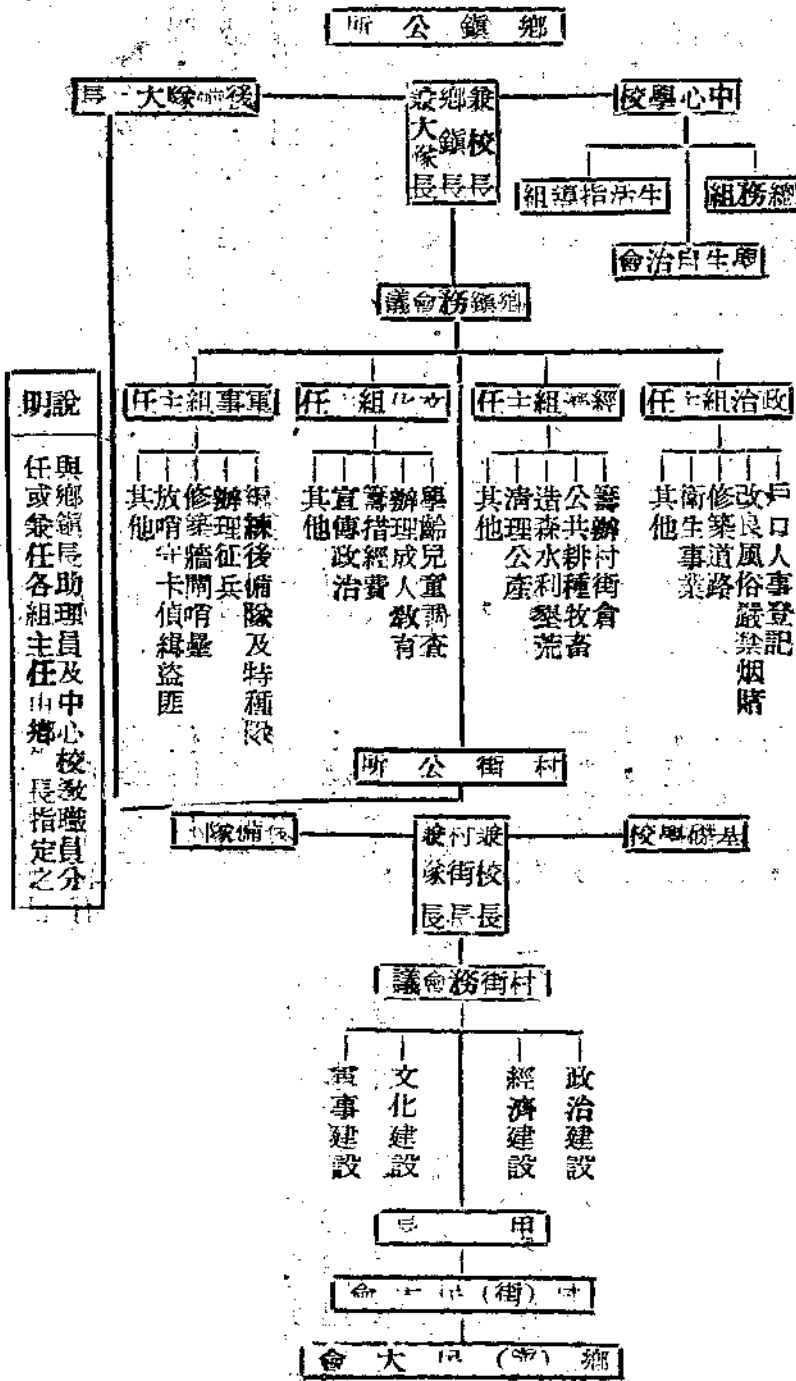 鄉鎮公所
中心學校
兼校長
鄉鎮長
兼大隊長
後備隊大
總務組
生活指導組
學生自治會
鄉鎮務會議
政治組主任
戶口人事登記
改良風俗嚴禁烟賭
修築道路
衛生事業
其他
經濟組主任
籌辦村街倉
公共耕種牧畜
造森水利墾荒
清理公產
其他
文化組主任
學齡兒童調查
辦理成人教育
籌措經費
宣傳政治
其他
軍事組主任
編練後備隊及特種隊
辦理征兵
修築牆閘哨壘
放哨守卡偵緝盜匪
其他
說明
與鄉鎮長助理員及中心校教職員分
任或兼任各組主任由鄉長指定之
村街公所
基礎學校
兼校長
村街長
兼隊長
後備隊
村街務會議
政治建設
經濟建設
文化建設
軍事建設
甲長
村(街)民大會
鄉(鎮)民大會